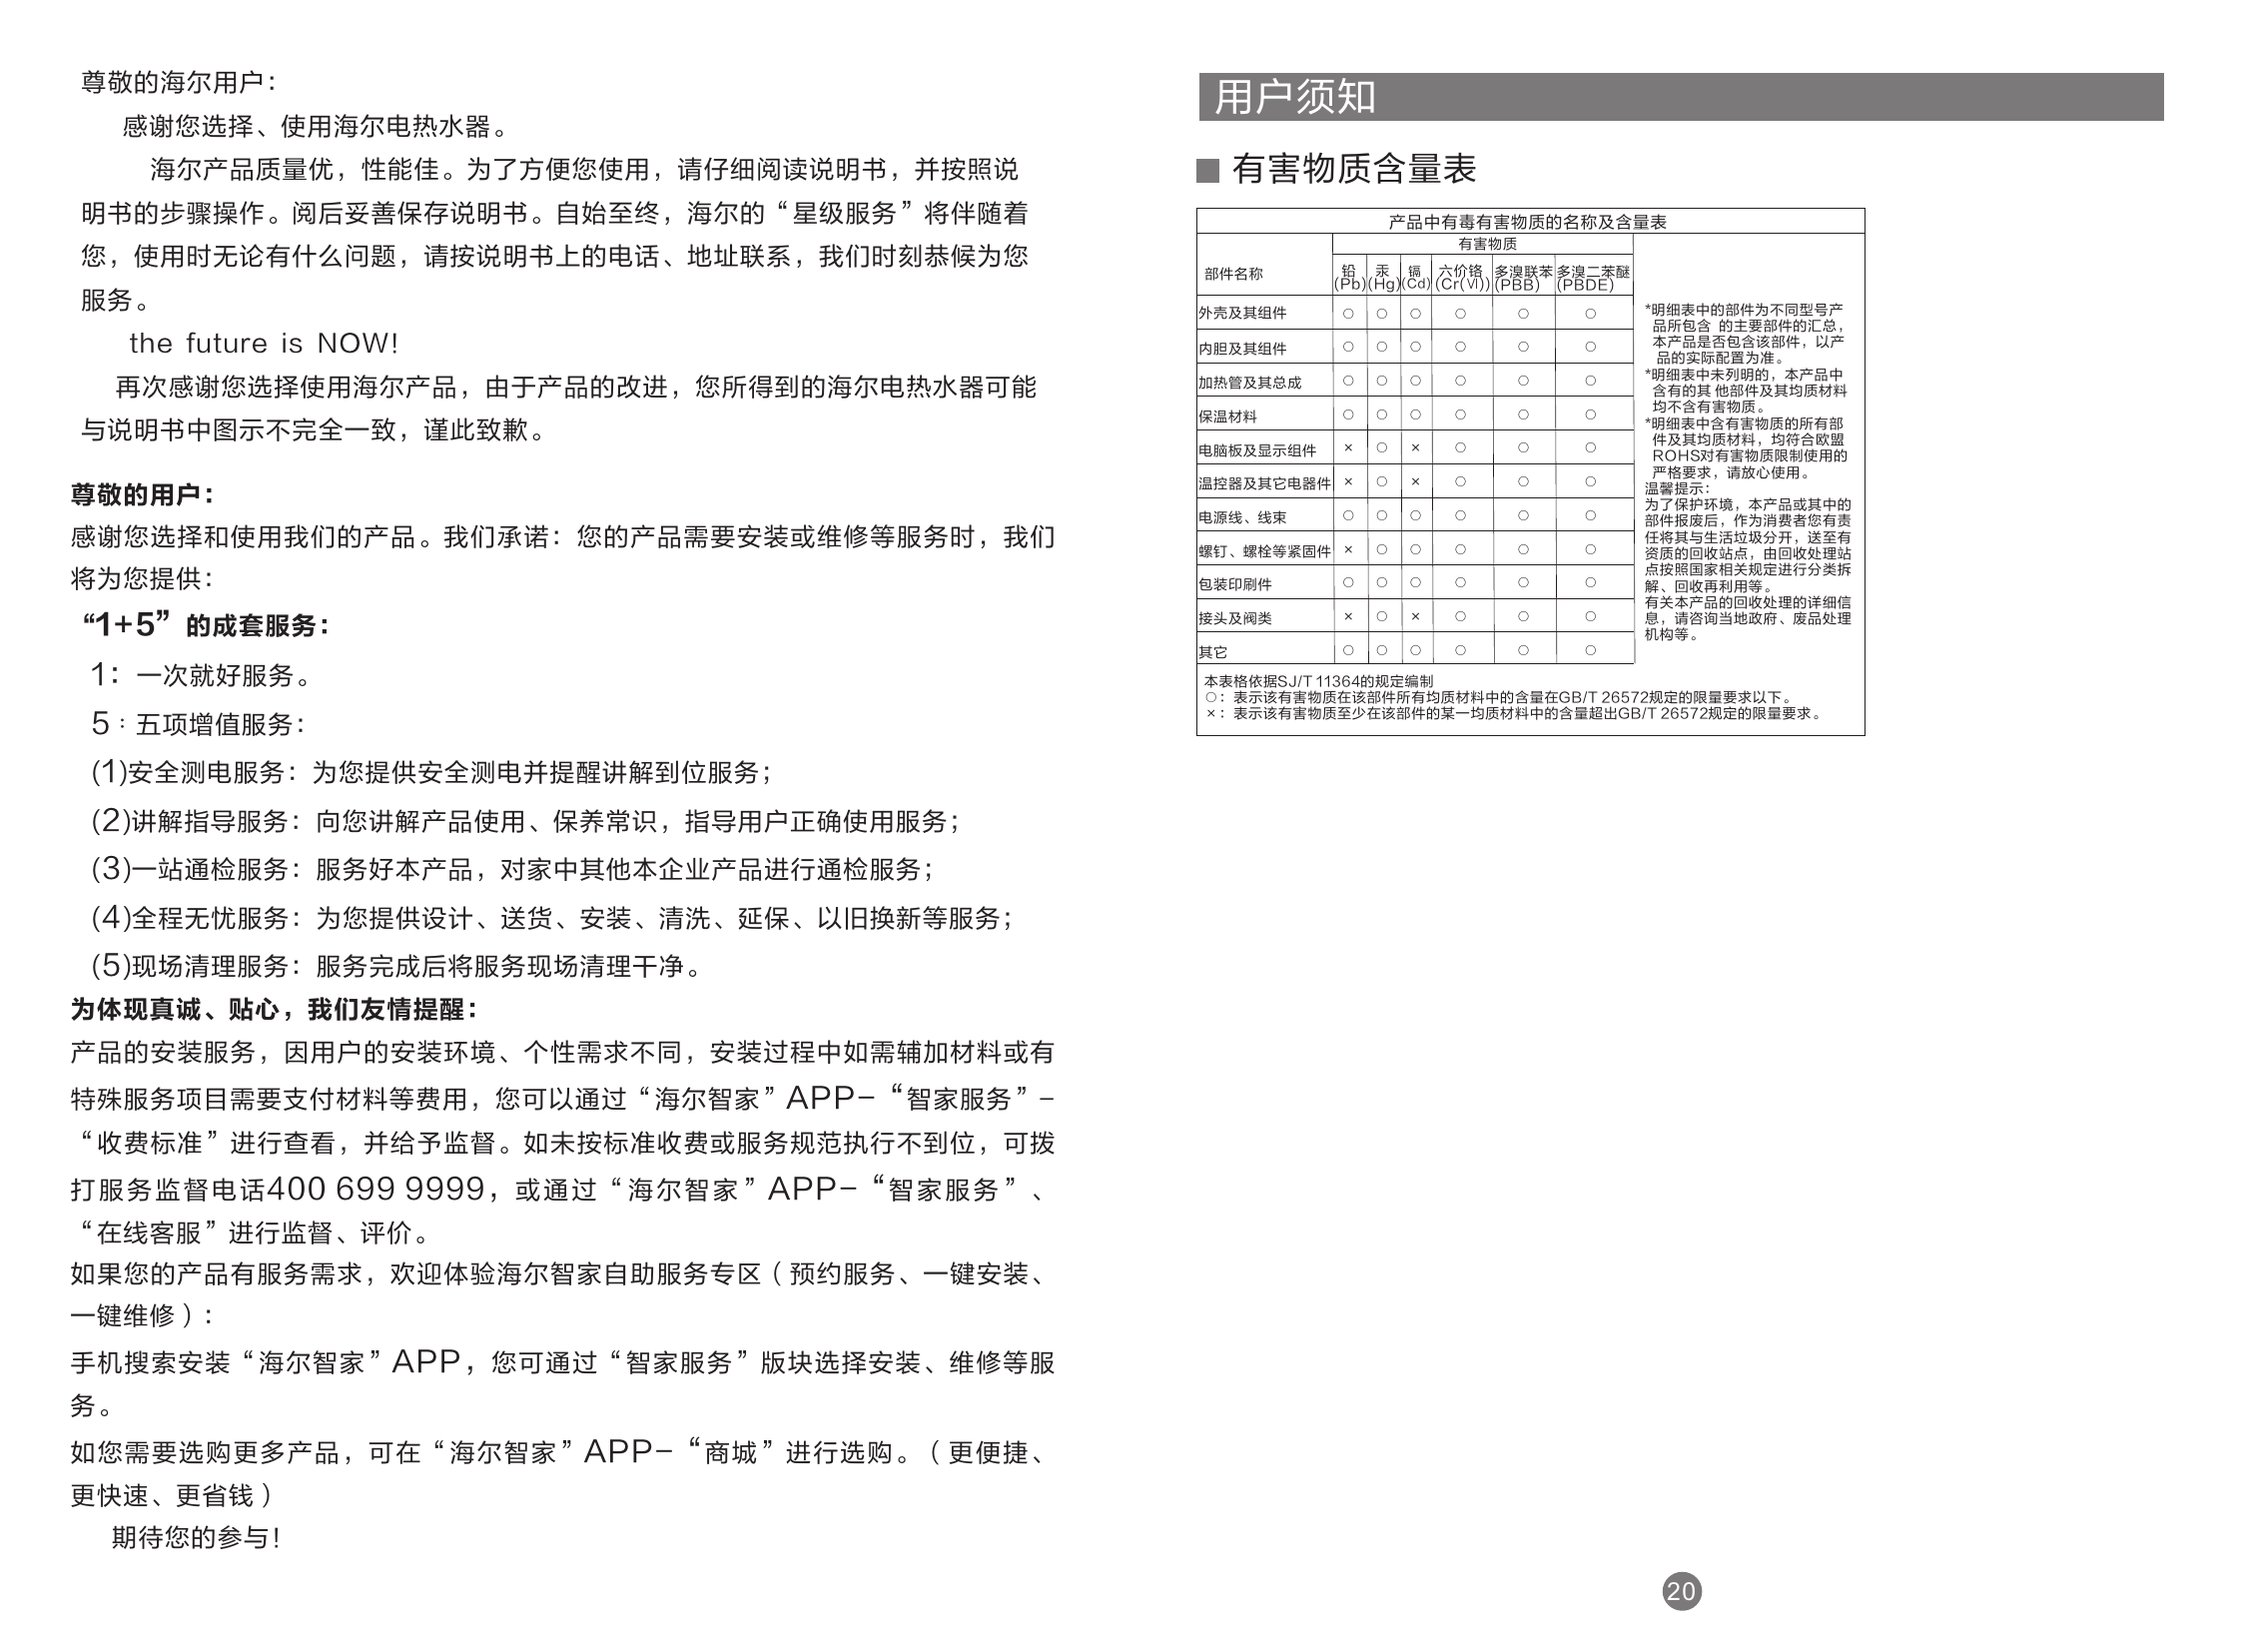 尊敬的海尔用户：
感谢您选择、使用海尔电热水器。
海尔产品质量优，性能佳。为了方便您使用，请仔细阅读说明书，并按照说
明书的步骤操作。阅后妥善保存说明书。自始至终，海尔的“星级服务”将伴随着
您，使用时无论有什么问题，请按说明书上的电话、地址联系，我们时刻恭候为您
服务。
the future is NOW!
再次感谢您选择使用海尔产品，由于产品的改进，您所得到的海尔电热水器可能
与说明书中图示不完全一致，谨此致歉。
尊敬的用户：
感谢您选择和使用我们的产品。我们承诺：您的产品需要安装或维修等服务时，我们
将为您提供：
“1+5”的成套服务：
1：一次就好服务。
5：五项增值服务：
(1)安全测电服务：为您提供安全测电并提醒讲解到位服务；
(2)讲解指导服务：向您讲解产品使用、保养常识，指导用户正确使用服务；
(3)一站通检服务：服务好本产品，对家中其他本企业产品进行通检服务；
(4)全程无忧服务：为您提供设计、送货、安装、清洗、延保、以旧换新等服务；
(5)现场清理服务：服务完成后将服务现场清理干净。
为体现真诚、贴心，我们友情提醒：
产品的安装服务，因用户的安装环境、个性需求不同，安装过程中如需辅加材料或有
特殊服务项目需要支付材料等费用，您可以通过“海尔智家”APP-“智家服务”-
“收费标准”进行查看，并给予监督。如未按标准收费或服务规范执行不到位，可拨
打服务监督电话400 699 9999，或通过“海尔智家”APP-“智家服务”、
“在线客服”进行监督、评价。
如果您的产品有服务需求，欢迎体验海尔智家自助服务专区（预约服务、一键安装、
一键维修）：
手机搜索安装“海尔智家”APP，您可通过“智家服务”版块选择安装、维修等服
务。
如您需要选购更多产品，可在“海尔智家”APP-“商城”进行选购。（更便捷、
更快速、更省钱）
期待您的参与！
用户须知
■ 有害物质含量表
产品中有毒有害物质的名称及含量表
部件名称 有害物质
铅(Pb) 汞(Hg) 镉(Cd) 六价铬(Cr(Ⅵ)) 多溴联苯(PBB) 多溴二苯醚(PBDE)
外壳及其组件 ○ ○ ○ ○ ○ ○
内胆及其组件 ○ ○ ○ ○ ○ ○
加热管及其总成 ○ ○ ○ ○ ○ ○
保温材料 ○ ○ ○ ○ ○ ○
电脑板及显示组件 × ○ × ○ ○ ○
温控器及其它电器件 × ○ × ○ ○ ○
电源线、线束 ○ ○ ○ ○ ○ ○
螺钉、螺栓等紧固件 × ○ ○ ○ ○ ○
包装印刷件 ○ ○ ○ ○ ○ ○
接头及阀类 × ○ × ○ ○ ○
其它 ○ ○ ○ ○ ○ ○
*明细表中的部件为不同型号产
品所包含 的主要部件的汇总，
本产品是否包含该部件，以产
品的实际配置为准。
*明细表中未列明的，本产品中
含有的其 他部件及其均质材料
均不含有害物质。
*明细表中含有害物质的所有部
件及其均质材料，均符合欧盟
ROHS对有害物质限制使用的
严格要求，请放心使用。
温馨提示：
为了保护环境，本产品或其中的
部件报废后，作为消费者您有责
任将其与生活垃圾分开，送至有
资质的回收站点，由回收处理站
点按照国家相关规定进行分类拆
解、回收再利用等。
有关本产品的回收处理的详细信
息，请咨询当地政府、废品处理
机构等。
本表格依据SJ/T 11364的规定编制
○：表示该有害物质在该部件所有均质材料中的含量在GB/T 26572规定的限量要求以下。
×：表示该有害物质至少在该部件的某一均质材料中的含量超出GB/T 26572规定的限量要求。
20